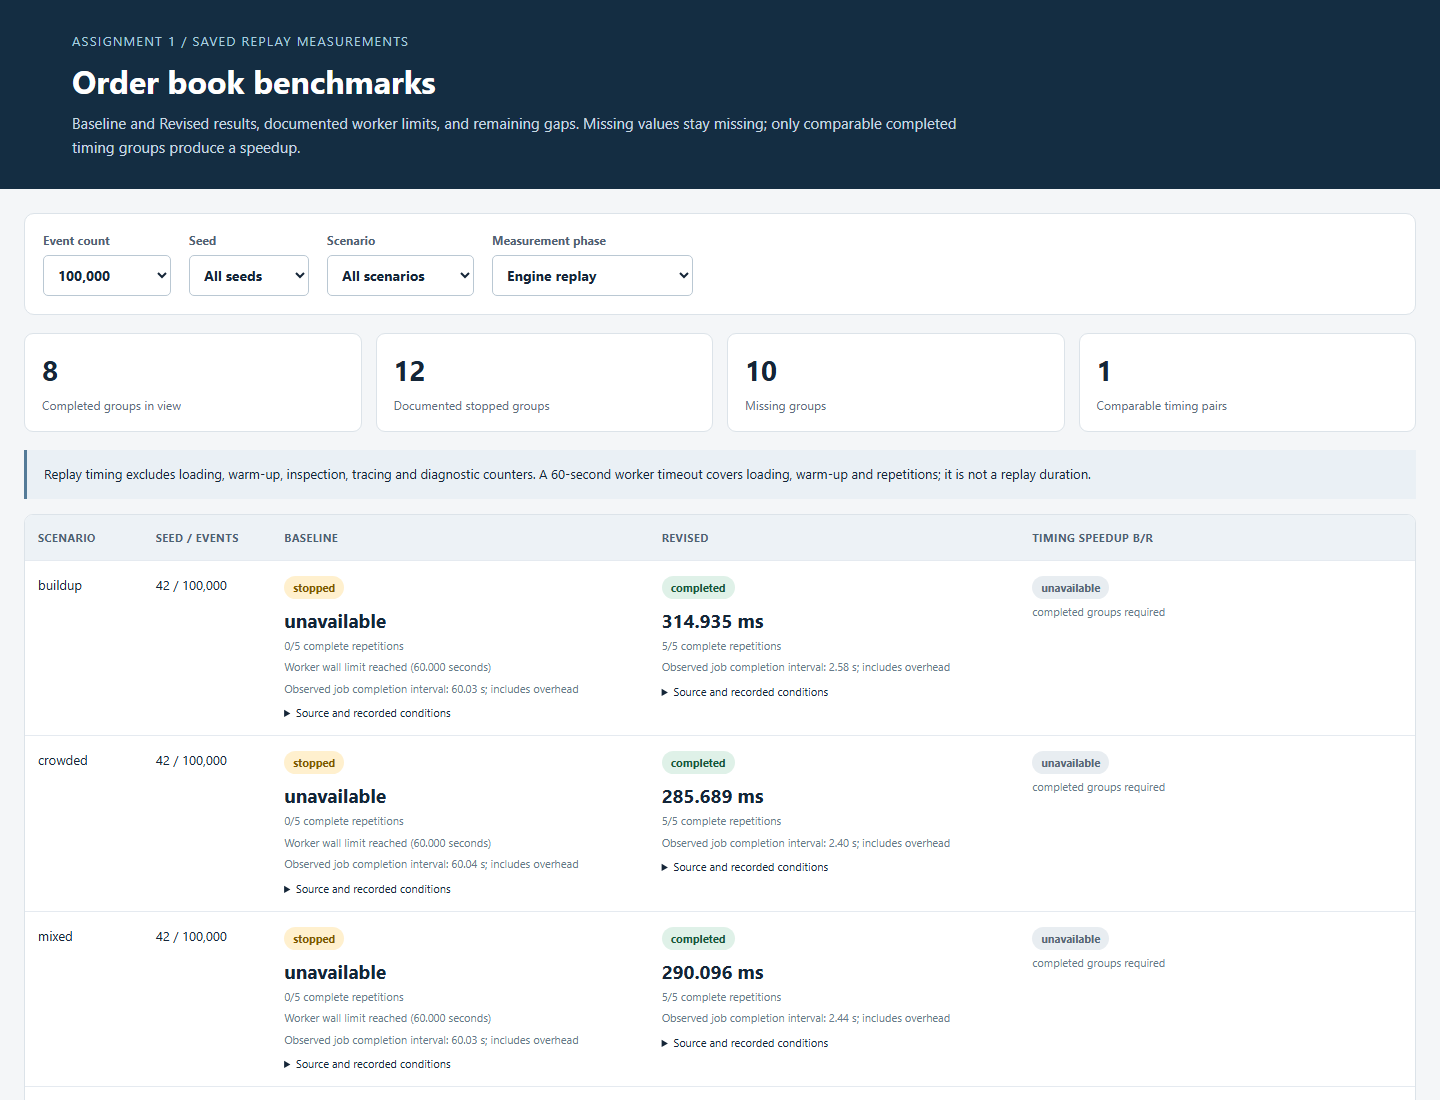 ASSIGNMENT 1 / SAVED REPLAY MEASUREMENTS
Order book benchmarks
Baseline and Revised results, documented worker limits, and remaining gaps. Missing values stay missing; only comparable completed
timing groups produce a speedup.
Event count
Seed
Scenario
Measurement phase
100,000
All seeds
All scenarios
Engine replay
8
Completed groups in view
12
Documented stopped groups
10
Missing groups
1
Comparable timing pairs
Replay timing excludes loading, warm-up, inspection, tracing and diagnostic counters. A 60-second worker timeout covers loading, warm-up and repetitions; it is not a replay duration.
SCENARIO
SEED / EVENTS
BASELINE
REVISED
TIMING SPEEDUP B/R
buildup
42 / 100,000
stopped
unavailable
0/5 complete repetitions
Worker wall limit reached (60.000 seconds)
Observed job completion interval: 60.03 s; includes overhead
▶ Source and recorded conditions
completed
314.935 ms
5/5 complete repetitions
Observed job completion interval: 2.58 s; includes overhead
▶ Source and recorded conditions
unavailable
completed groups required
crowded
42 / 100,000
stopped
unavailable
0/5 complete repetitions
Worker wall limit reached (60.000 seconds)
Observed job completion interval: 60.04 s; includes overhead
▶ Source and recorded conditions
completed
285.689 ms
5/5 complete repetitions
Observed job completion interval: 2.40 s; includes overhead
▶ Source and recorded conditions
unavailable
completed groups required
mixed
42 / 100,000
stopped
unavailable
0/5 complete repetitions
Worker wall limit reached (60.000 seconds)
Observed job completion interval: 60.03 s; includes overhead
▶ Source and recorded conditions
completed
290.096 ms
5/5 complete repetitions
Observed job completion interval: 2.44 s; includes overhead
▶ Source and recorded conditions
unavailable
completed groups required